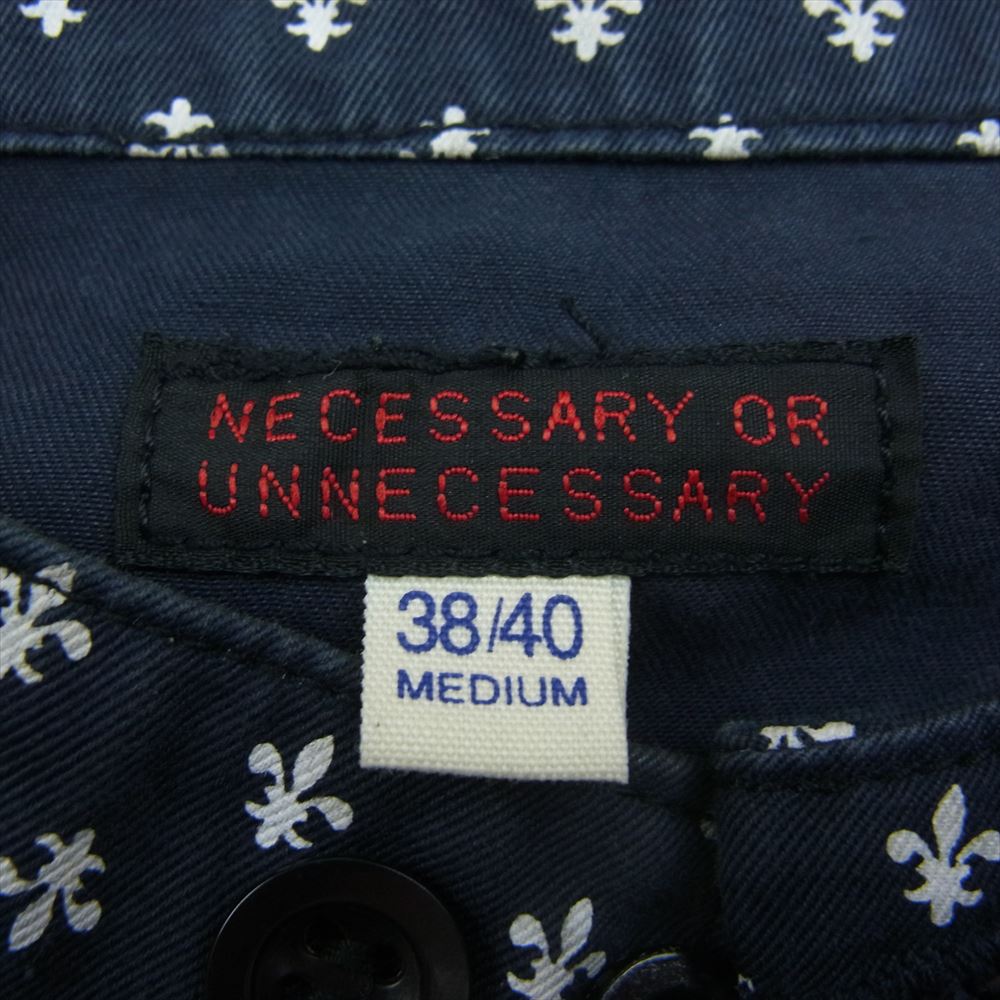 NECESSARY OR
UNNECESSARY
38/40
MEDIUM